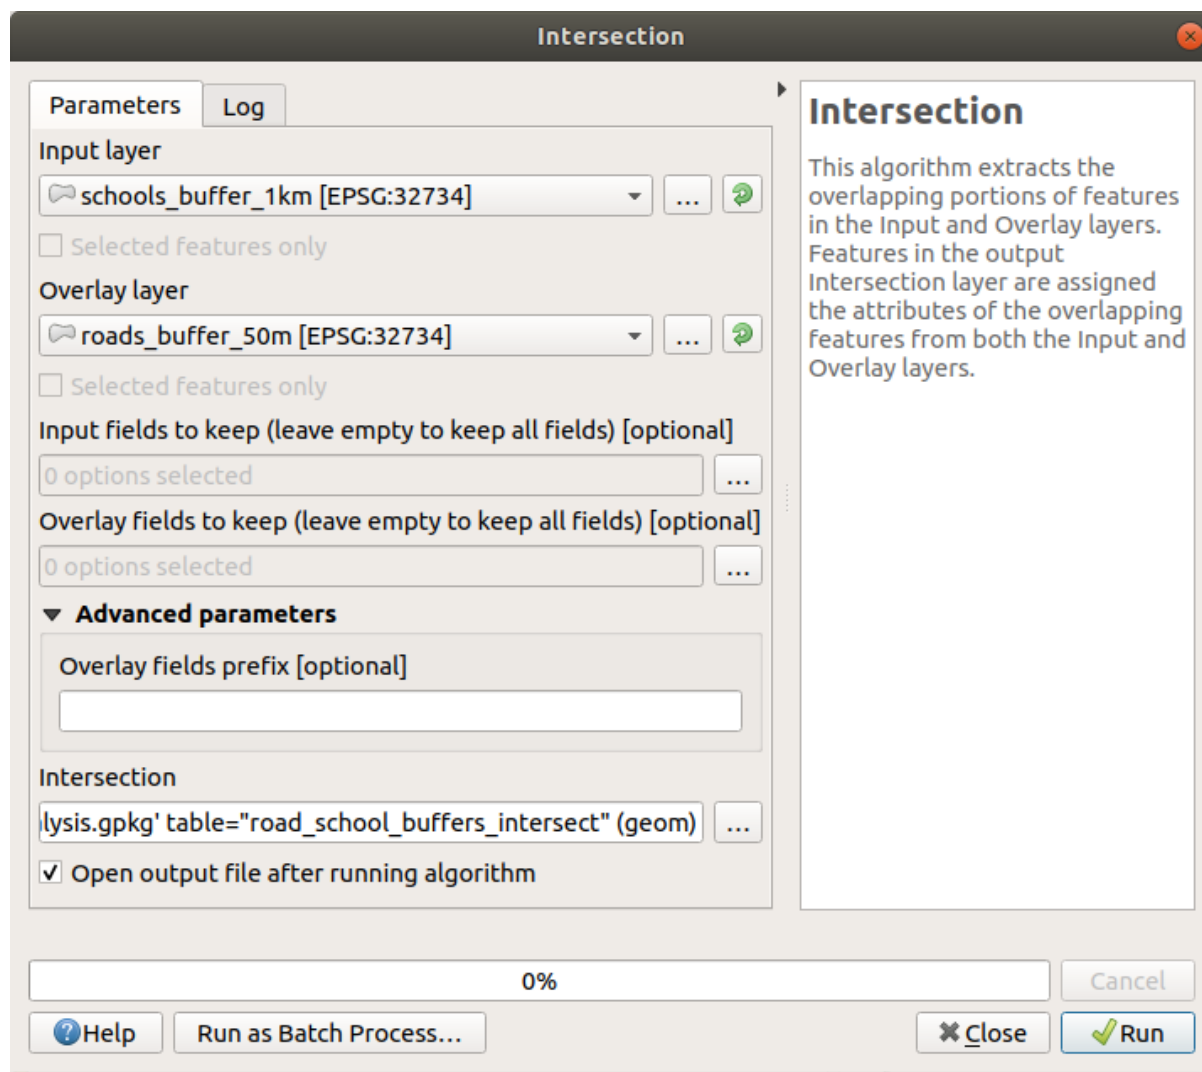 Intersection
Parameters
Log
Input layer
schools_buffer_1km [EPSG:32734]
...
Selected features only
Overlay layer
roads_buffer_50m [EPSG:32734]
...
Selected features only
Input fields to keep (leave empty to keep all fields) [optional]
0 options selected
...
Overlay fields to keep (leave empty to keep all fields) [optional]
0 options selected
...
Advanced parameters
Overlay fields prefix [optional]
Intersection
lysis.gpkg' table="road_school_buffers_intersect" (geom)
...
Open output file after running algorithm
Intersection
This algorithm extracts the
overlapping portions of features
in the Input and Overlay layers.
Features in the output
Intersection layer are assigned
the attributes of the overlapping
features from both the Input and
Overlay layers.
0%
Cancel
Help
Run as Batch Process...
Close
Run